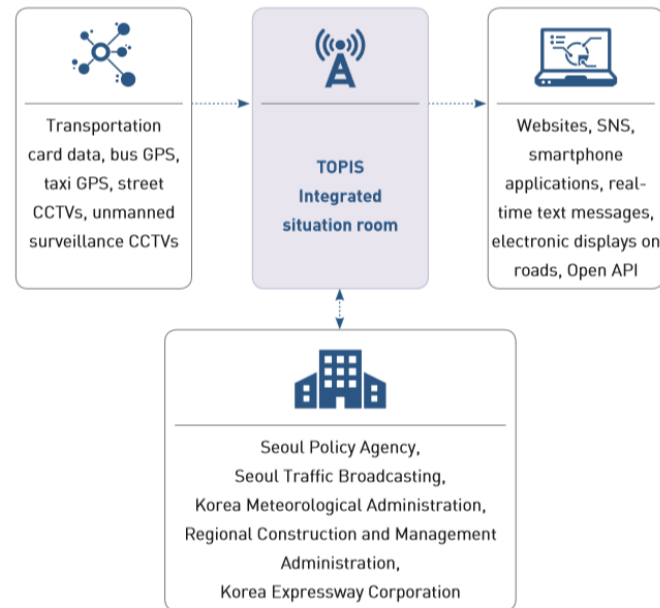 Transportation
card data, bus GPS,
taxi GPS, street
CCTVs, unmanned
surveillance CCTVs
TOPIS
Integrated
situation room
Websites, SNS,
smartphone
applications, real-
time text messages,
electronic displays on
roads, Open API
Seoul Policy Agency,
Seoul Traffic Broadcasting,
Korea Meteorological Administration,
Regional Construction and Management
Administration,
Korea Expressway Corporation